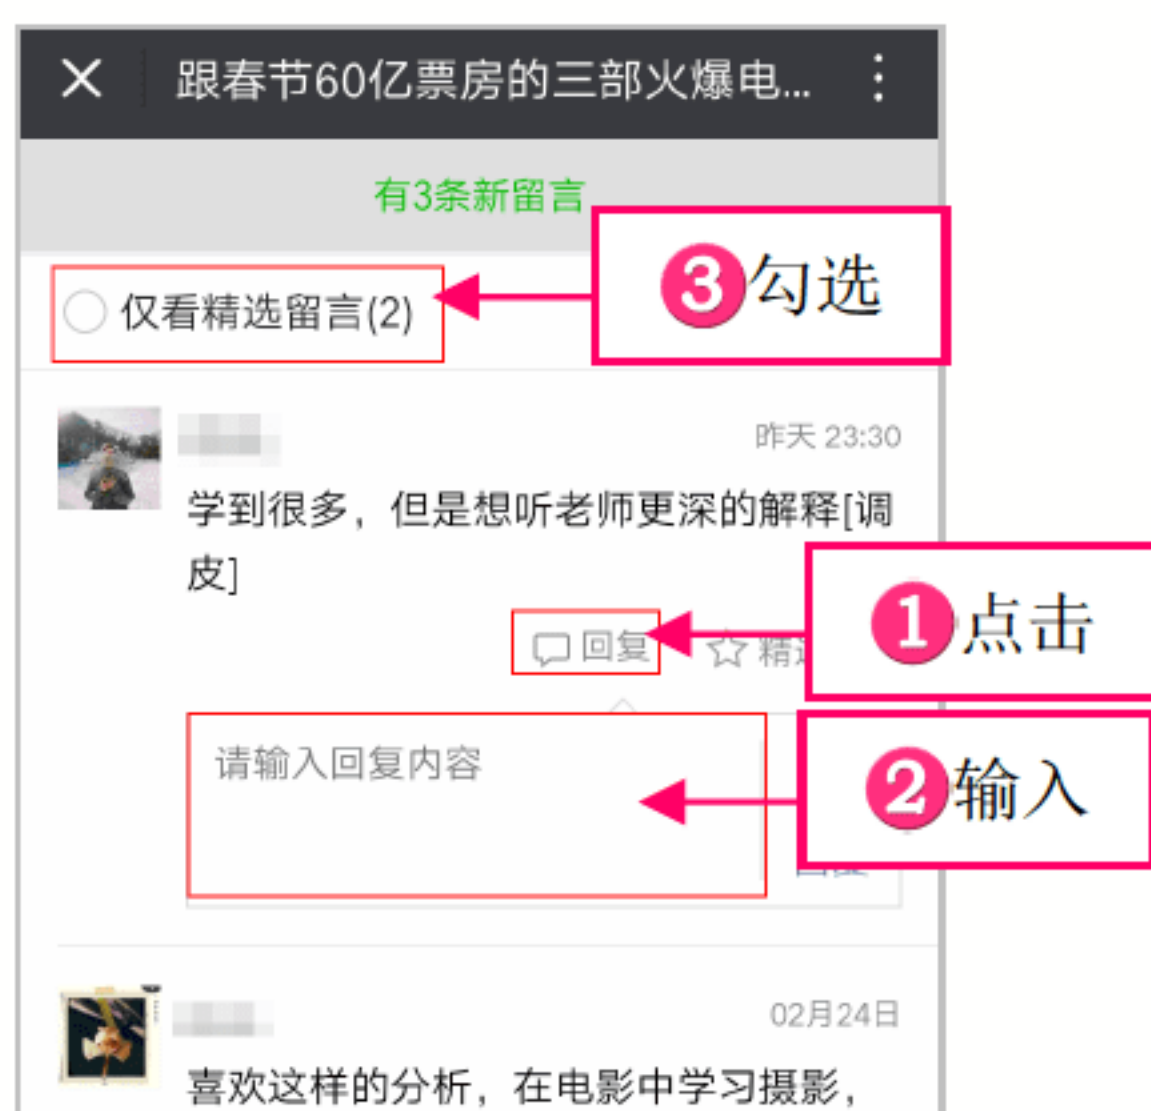 跟春节60亿票房的三部火爆电...
有3条新留言
❸勾选
仅看精选留言(2)
昨天 23:30
学到很多，但是想听老师更深的解释[调
皮]
❶点击
回复
精
请输入回复内容
❷输入
02月24日
喜欢这样的分析，在电影中学习摄影，